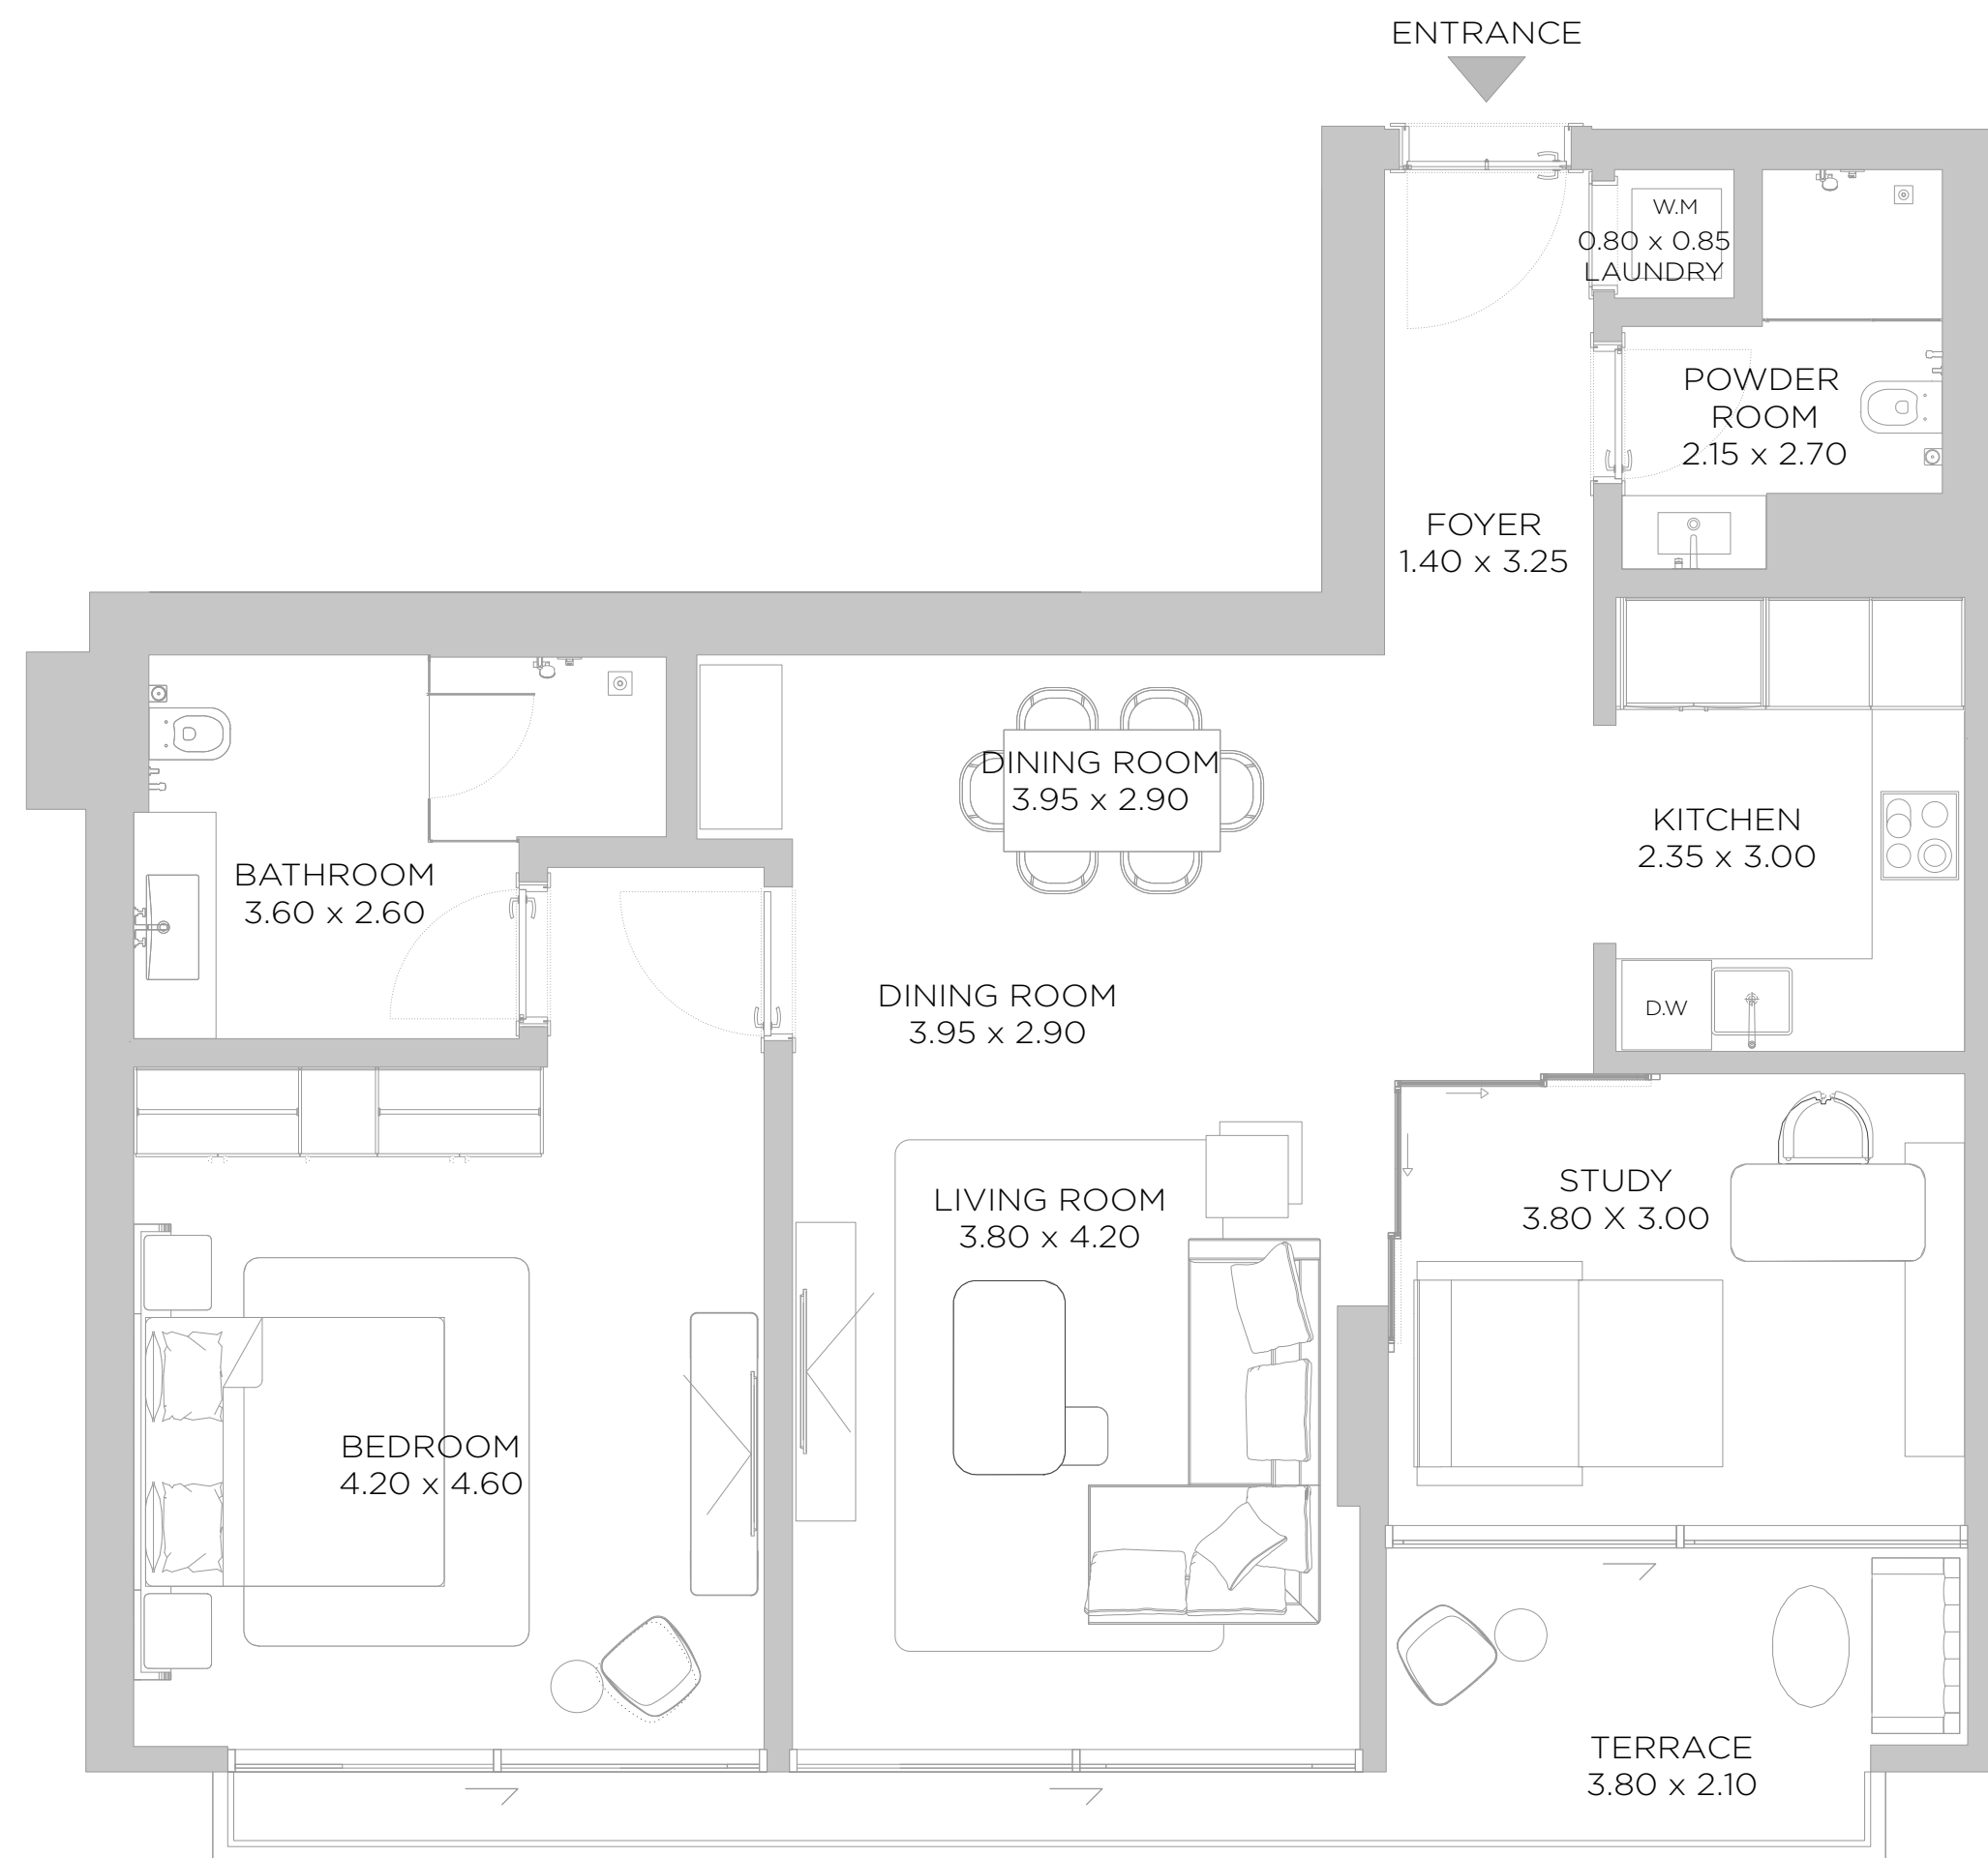 ENTRANCE
W.M
0.80 x 0.85
LAUNDRY
POWDER
ROOM
2.15 x 2.70
FOYER
1.40 x 3.25
DINING ROOM
3.95 x 2.90
KITCHEN
2.35 x 3.00
BATHROOM
3.60 x 2.60
DINING ROOM
3.95 x 2.90
D.W
LIVING ROOM
3.80 x 4.20
STUDY
3.80 X 3.00
BEDROOM
4.20 x 4.60
TERRACE
3.80 x 2.10